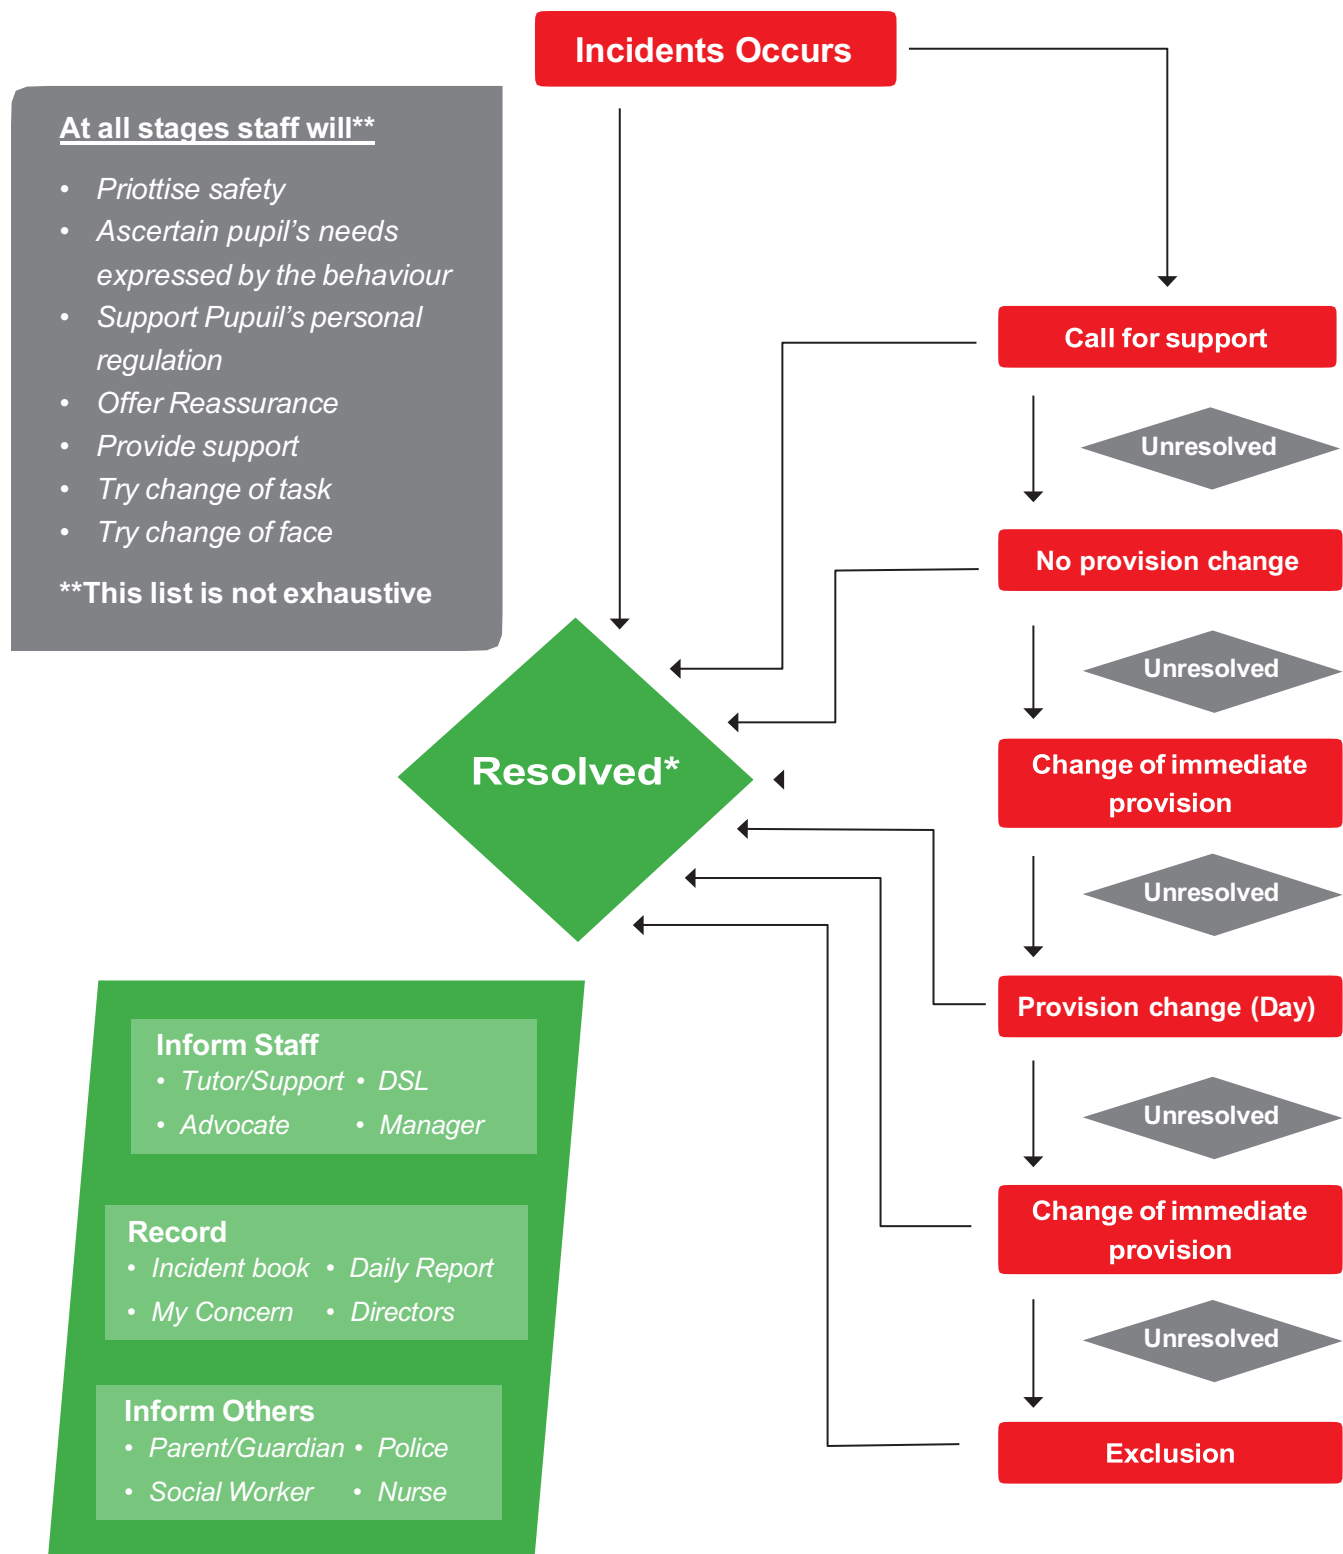 Incidents Occurs
At all stages staff will**
• Priottise safety
• Ascertain pupil’s needs
expressed by the behaviour
• Support Pupuil’s personal
regulation
• Offer Reassurance
• Provide support
• Try change of task
• Try change of face
**This list is not exhaustive
Call for support
Unresolved
No provision change
Unresolved
Resolved*
Change of immediate
provision
Unresolved
Provision change (Day)
Unresolved
Change of immediate
provision
Unresolved
Exclusion
Inform Staff
• Tutor/Support • DSL
• Advocate • Manager
Record
• Incident book • Daily Report
• My Concern • Directors
Inform Others
• Parent/Guardian • Police
• Social Worker • Nurse